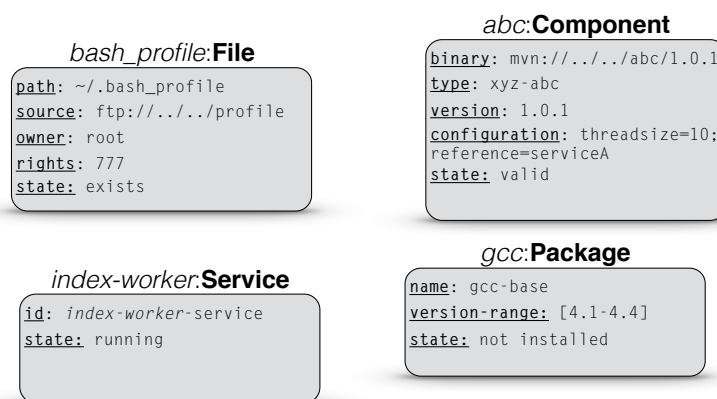 bash_profile:File
path: ~/.bash_profile
source: ftp://../../profile
owner: root
rights: 777
state: exists
abc:Component
binary: mvn://../../abc/1.0.1
type: xyz-abc
version: 1.0.1
configuration: threadsize=10;
reference=serviceA
state: valid
index-worker:Service
id: index-worker-service
state: running
gcc:Package
name: gcc-base
version-range: [4.1-4.4]
state: not installed